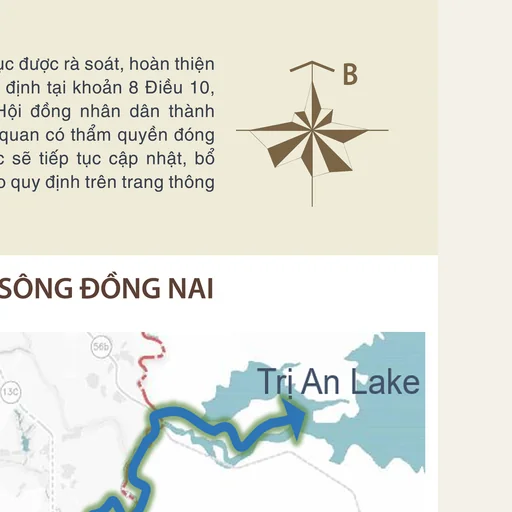 ục được rà soát, hoàn thiện
định tại khoản 8 Điều 10,
Hội đồng nhân dân thành
quan có thẩm quyền đóng
c sẽ tiếp tục cập nhật, bổ
o quy định trên trang thông
B
SÔNG ĐỒNG NAI
56b
Trị An Lake
13C